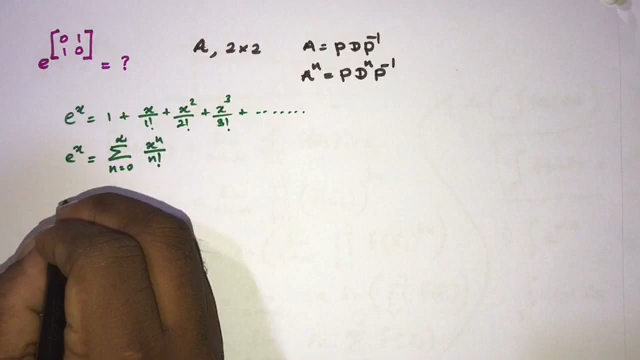 e^[0 1; 1 0] = ?
A, 2×2
A = PDP⁻¹
Aⁿ = PDⁿP⁻¹
eˣ = 1 + x/1! + x²/2! + x³/3! + ........
eˣ = ∑_{n=0}^{∞} xⁿ/n!